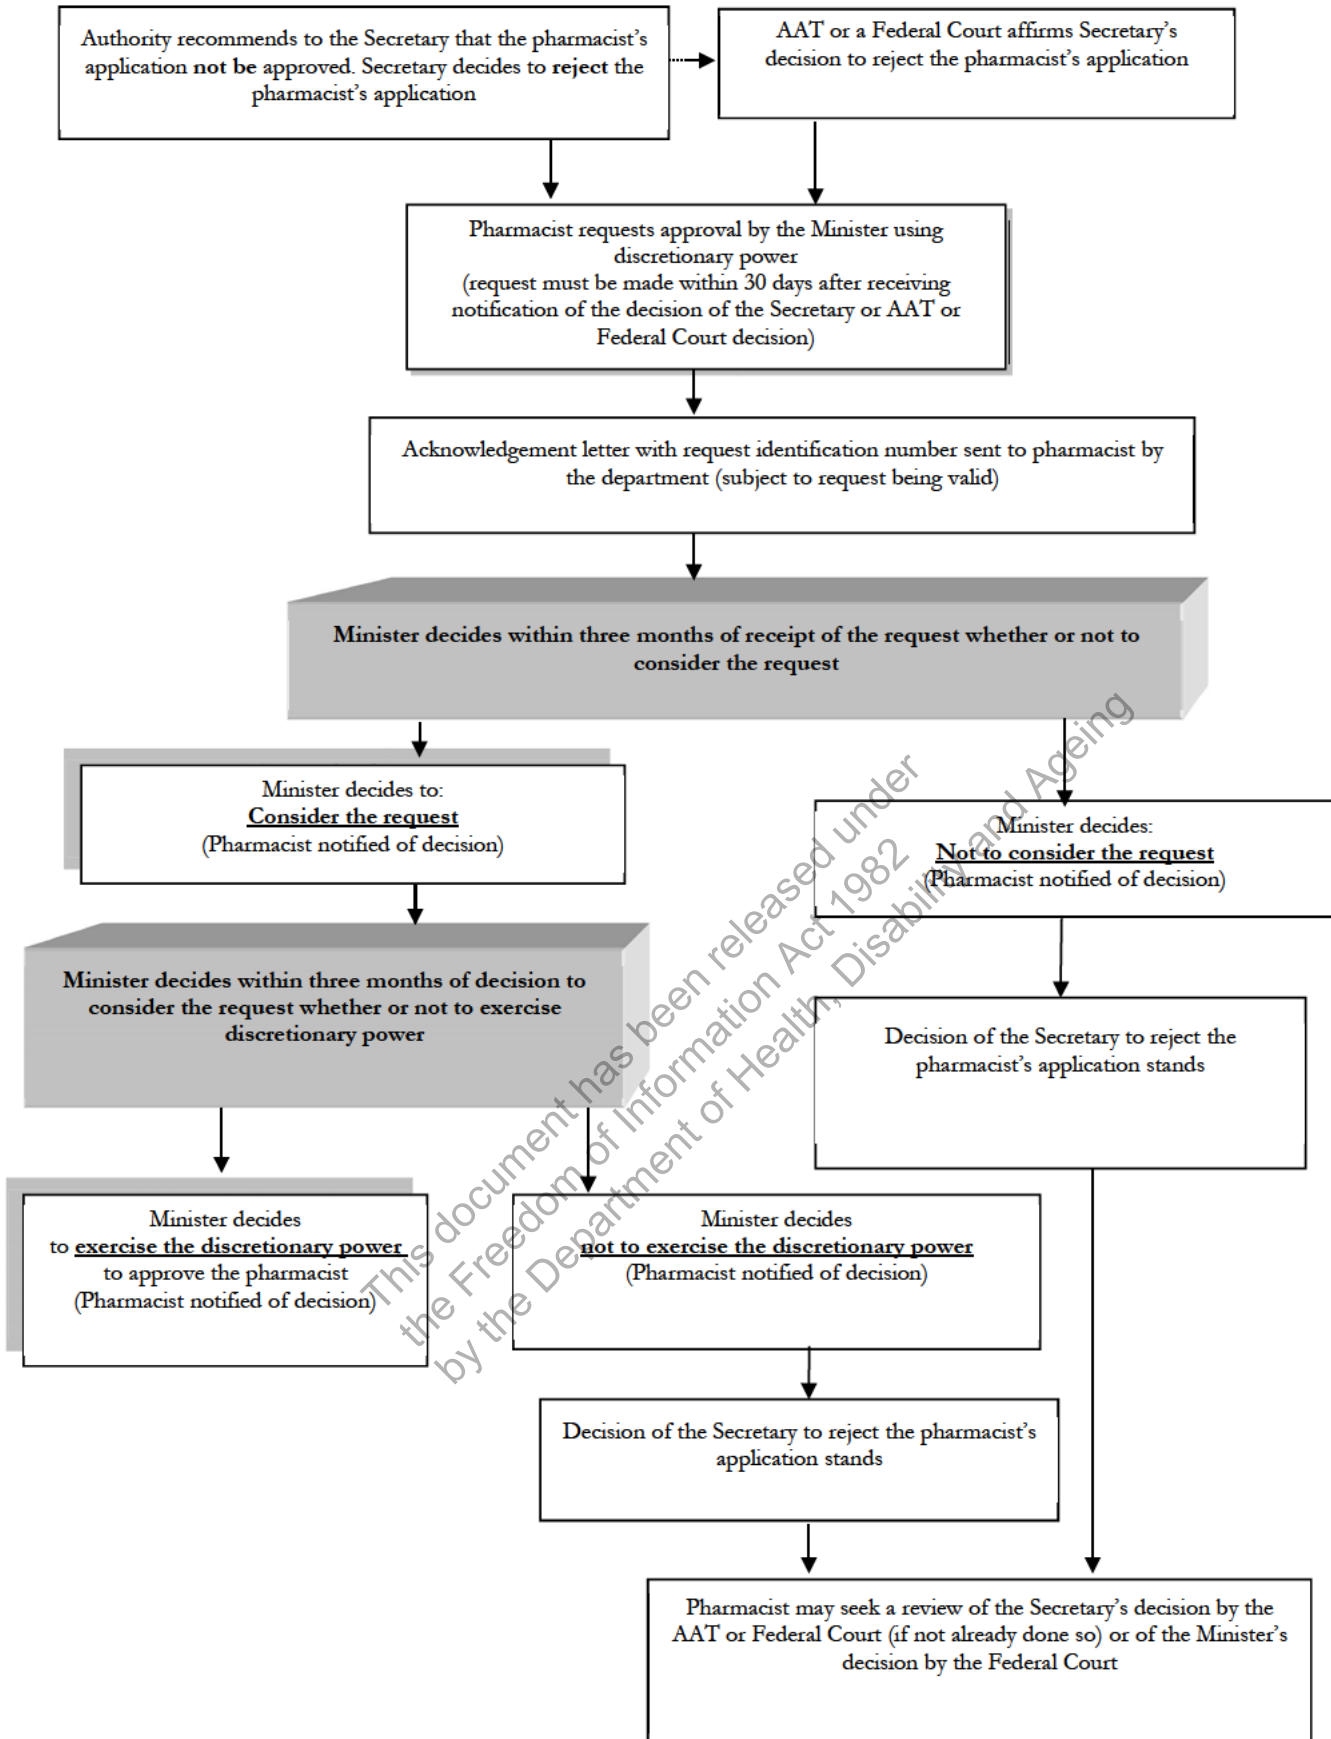 Authority recommends to the Secretary that the pharmacist's
application not be approved. Secretary decides to reject the
pharmacist's application
AAT or a Federal Court affirms Secretary's
decision to reject the pharmacist's application
Pharmacist requests approval by the Minister using
discretionary power
(request must be made within 30 days after receiving
notification of the decision of the Secretary or AAT or
Federal Court decision)
Acknowledgement letter with request identification number sent to pharmacist by
the department (subject to request being valid)
Minister decides within three months of receipt of the request whether or not to
consider the request
Minister decides to:
Consider the request
(Pharmacist notified of decision)
Minister decides:
Not to consider the request
(Pharmacist notified of decision)
Minister decides within three months of decision to
consider the request whether or not to exercise
discretionary power
Decision of the Secretary to reject the
pharmacist's application stands
Minister decides
to exercise the discretionary power
to approve the pharmacist
(Pharmacist notified of decision)
Minister decides
not to exercise the discretionary power
(Pharmacist notified of decision)
Decision of the Secretary to reject the pharmacist's
application stands
Pharmacist may seek a review of the Secretary's decision by the
AAT or Federal Court (if not already done so) or of the Minister's
decision by the Federal Court
This document has been released under
the Freedom of Information Act 1982
by the Department of Health, Disability and Ageing